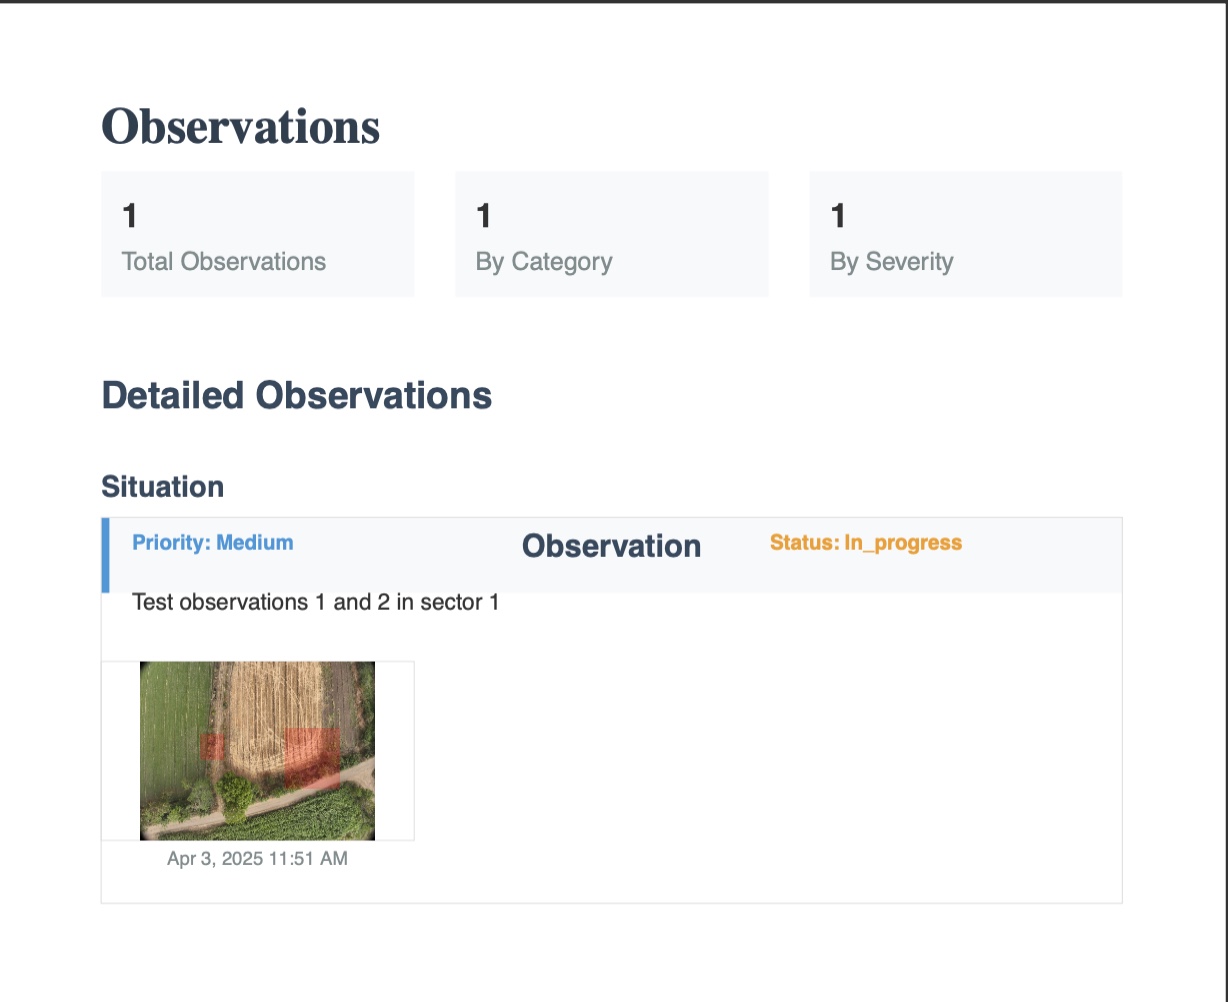 Observations
1
Total Observations
1
By Category
1
By Severity
Detailed Observations
Situation
Priority: Medium
Observation
Status: In_progress
Test observations 1 and 2 in sector 1
Apr 3, 2025 11:51 AM